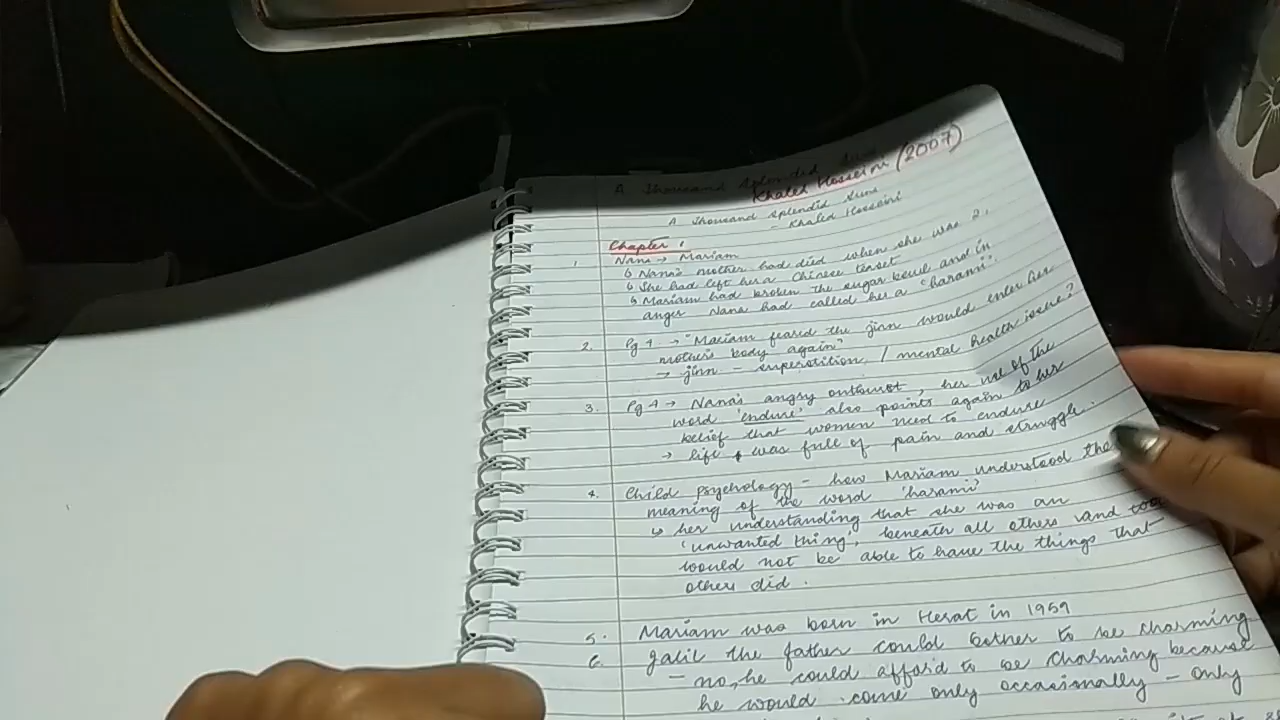 A Thousand Splendid Suns
Khaled Hosseini (2007)
A Thousand Splendid Suns
- Khaled Hosseini
Chapter 1
1. Nana → Mariam
↳ Nana's mother had died when she was 2.
↳ She had left her a Chinese teaset
↳ Mariam had broken the sugar bowl and in
anger Nana had called her a "harami".
2. Pg 4 → "Mariam feared the jinn would enter her
mother's body again"
→ jinn - superstition / mental health issue?
3. Pg 4 → Nana's angry outburst, her use of the
word 'endure' also points again to her
belief that women need to endure
→ life was full of pain and struggle.
4. Child psychology - how Mariam understood the
meaning of the word 'harami'
↳ her understanding that she was an
'unwanted thing', beneath all others and
would not be able to have the things that
others did.
5. Mariam was born in Herat in 1959
6. Jalil the father could bother to be charming
- no, he could afford to be charming because
he would come only occasionally - only